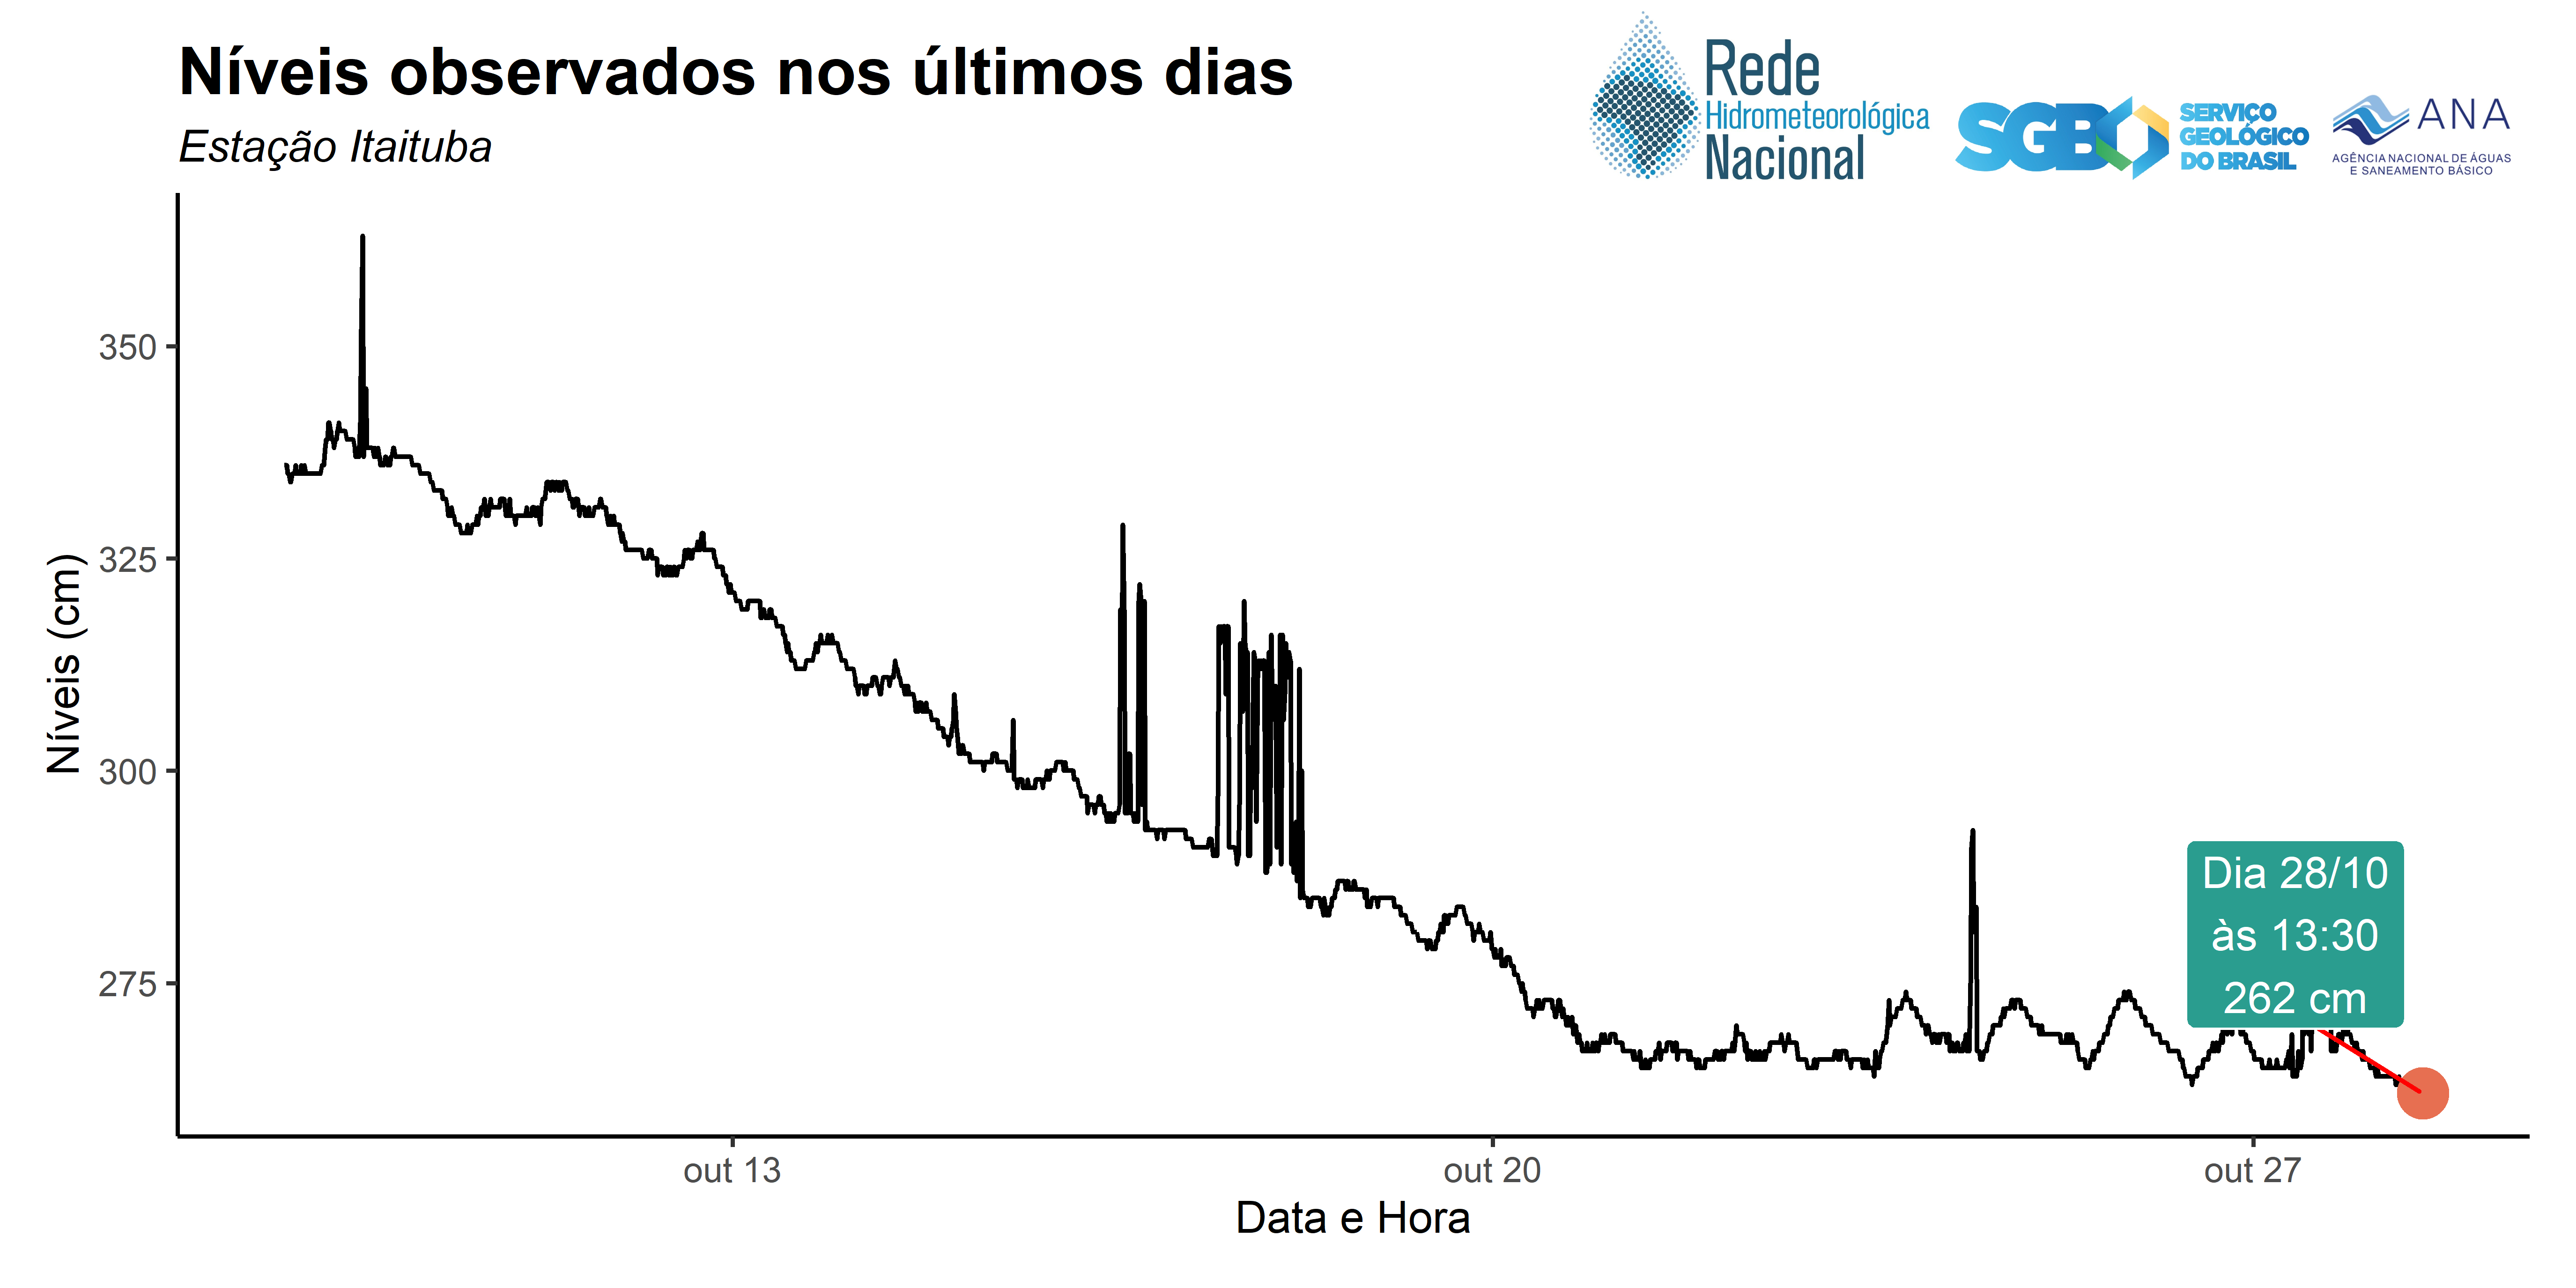 Níveis observados nos últimos dias
Estação Itaituba
Rede
Hidrometeorológica
Nacional
SGB
SERVIÇO
GEOLÓGICO
DO BRASIL
ANA
AGÊNCIA NACIONAL DE ÁGUAS
E SANEAMENTO BÁSICO
Níveis (cm)
350
325
300
275
Dia 28/10
às 13:30
262 cm
out 13
out 20
out 27
Data e Hora